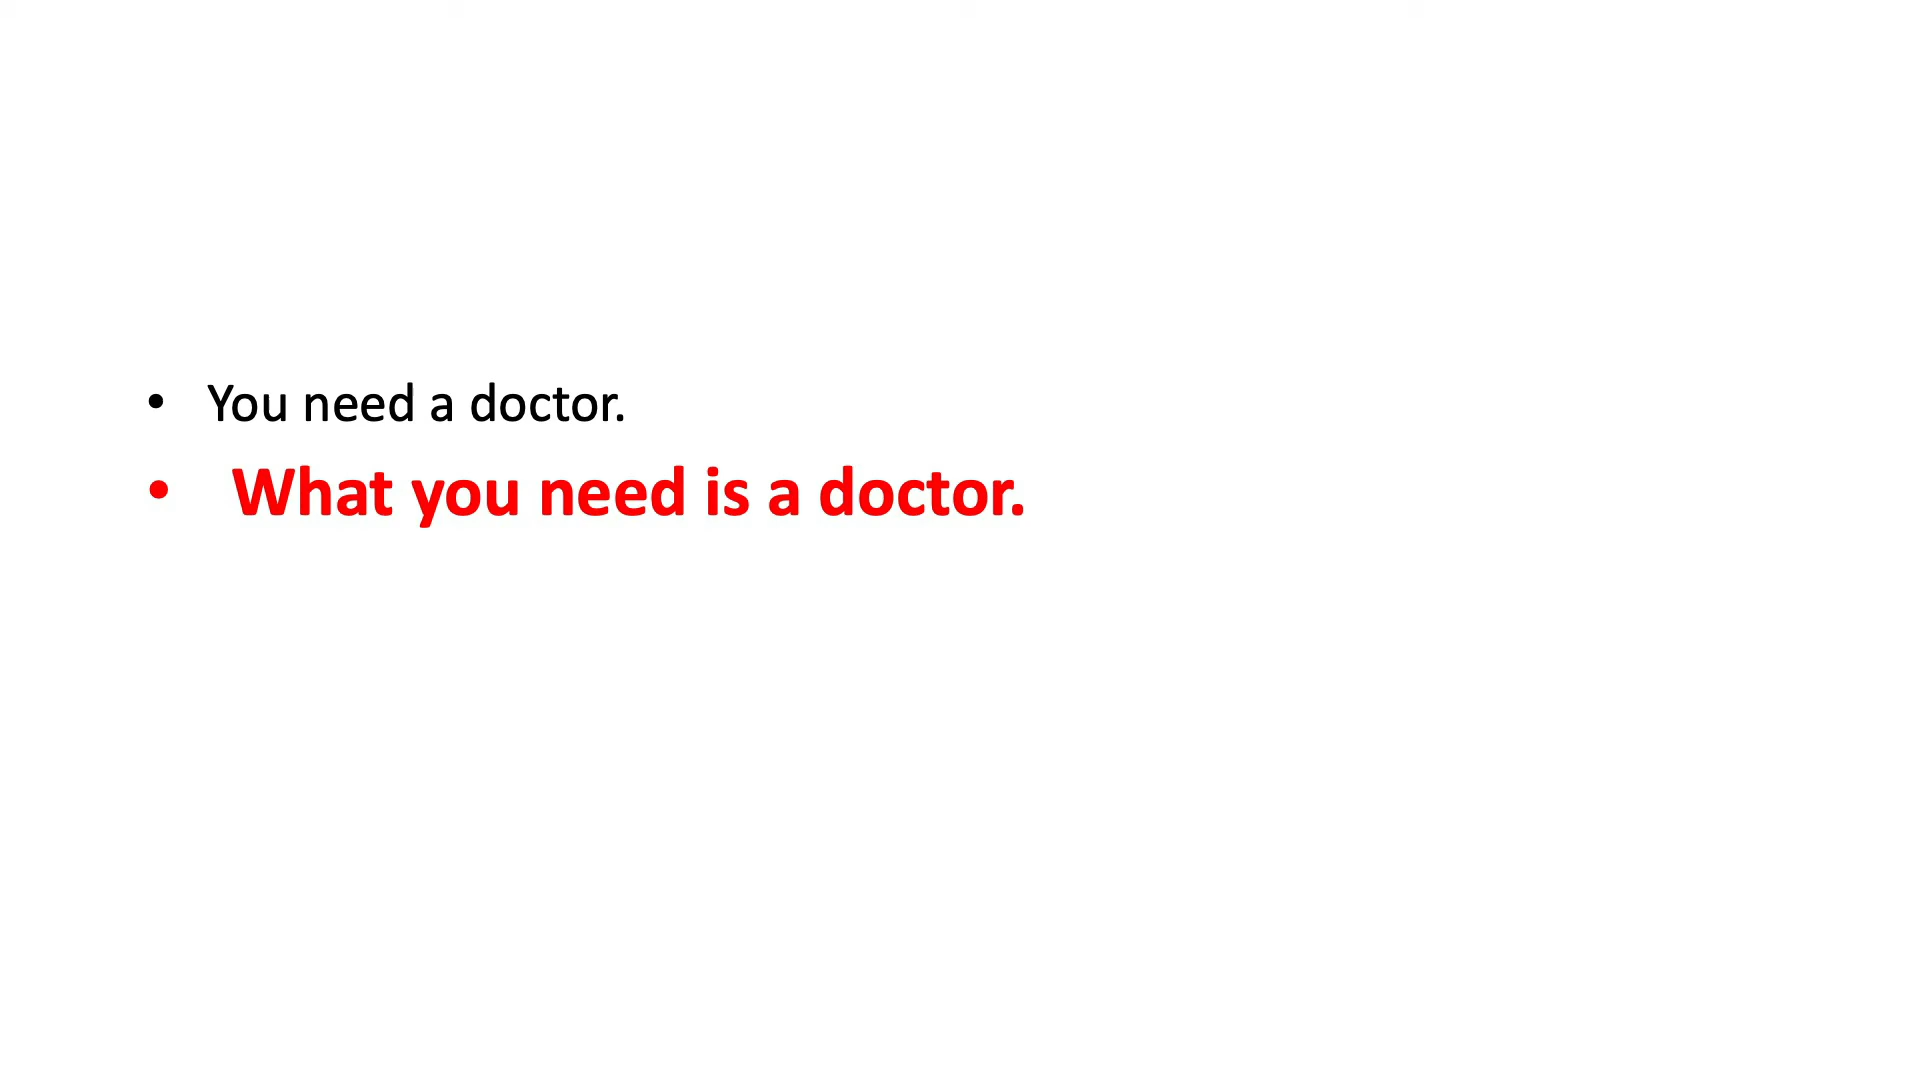 • You need a doctor.
• What you need is a doctor.